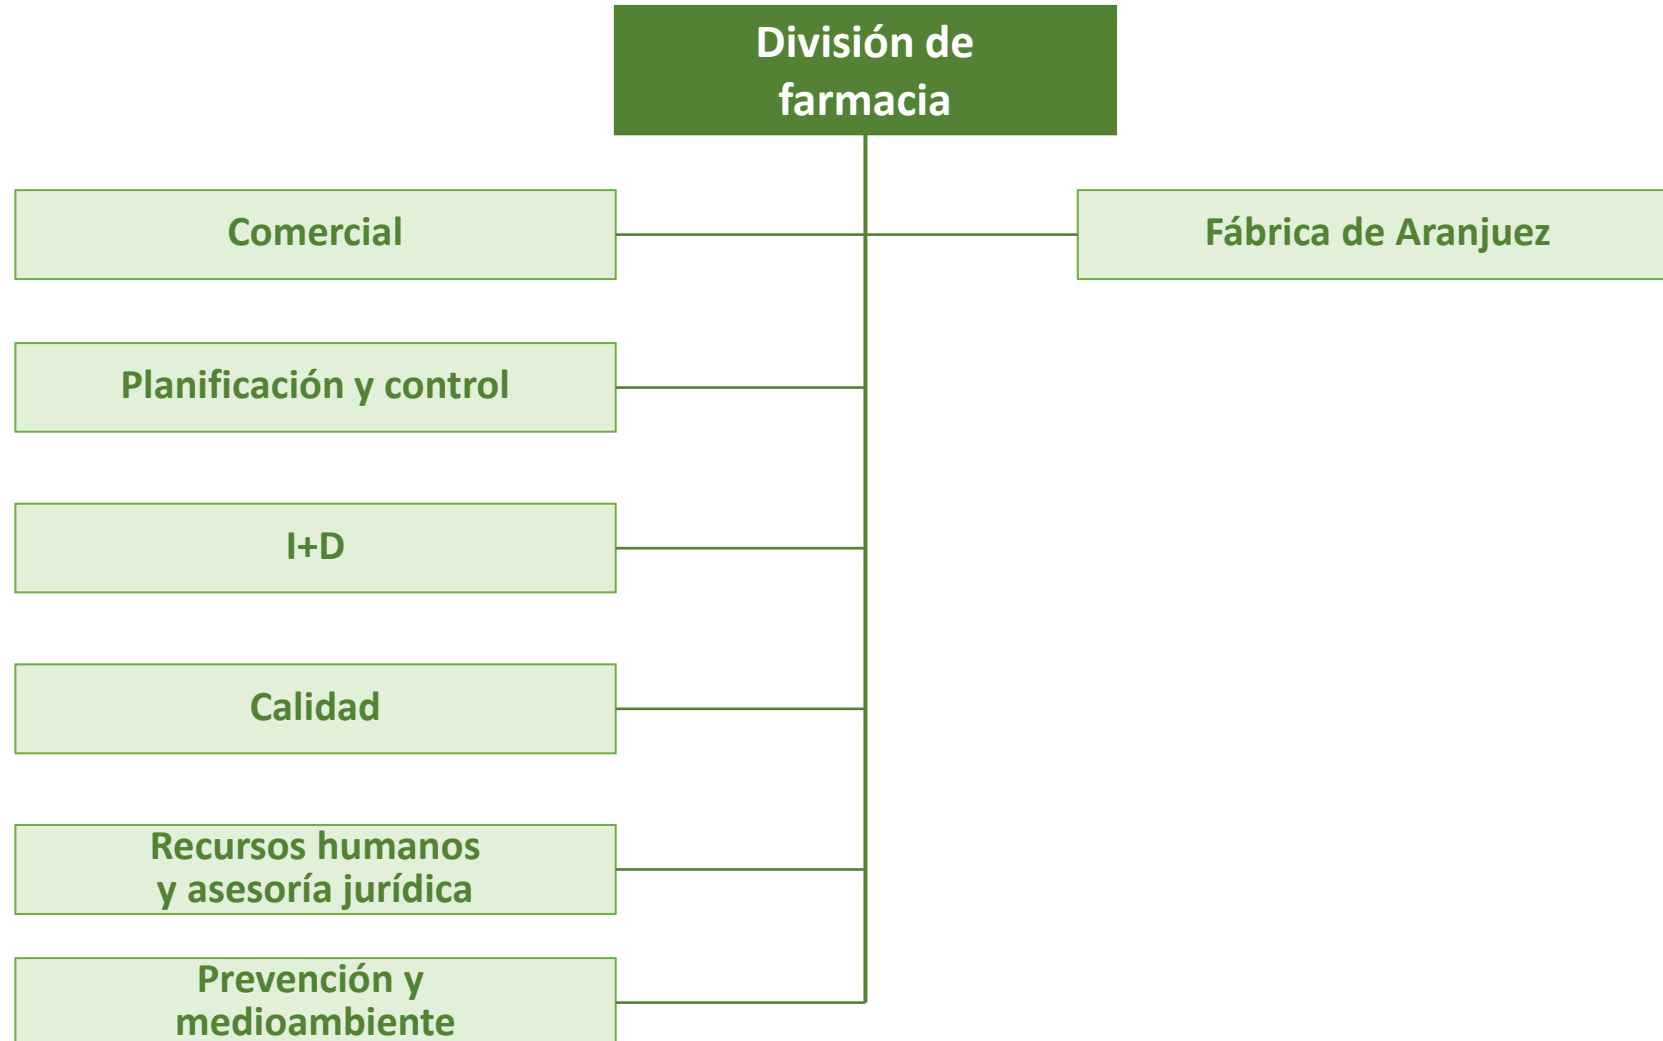 División de
farmacia
Comercial
Fábrica de Aranjuez
Planificación y control
I+D
Calidad
Recursos humanos
y asesoría jurídica
Prevención y
medioambiente